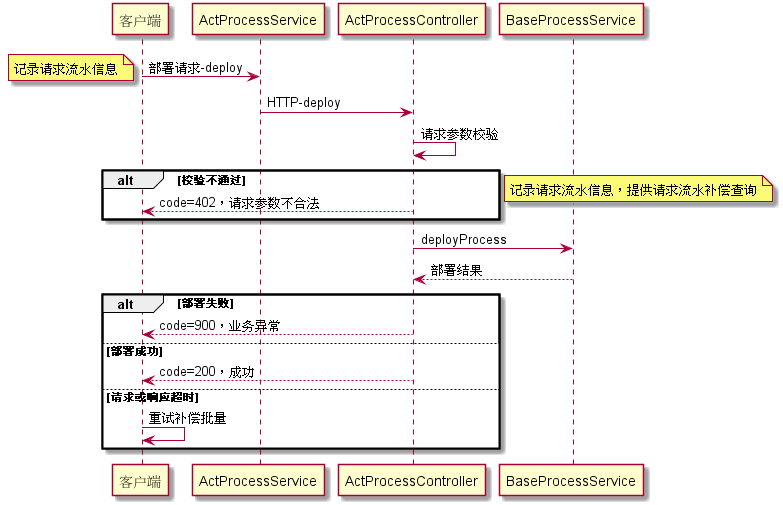 客户端
ActProcessService
ActProcessController
BaseProcessService
记录请求流水信息
部署请求-deploy
HTTP-deploy
请求参数校验
alt
[校验不通过]
记录请求流水信息，提供请求流水补偿查询
code=402，请求参数不合法
deployProcess
部署结果
alt
[部署失败]
code=900，业务异常
[部署成功]
code=200，成功
[请求或响应超时]
重试补偿批量
客户端
ActProcessService
ActProcessController
BaseProcessService